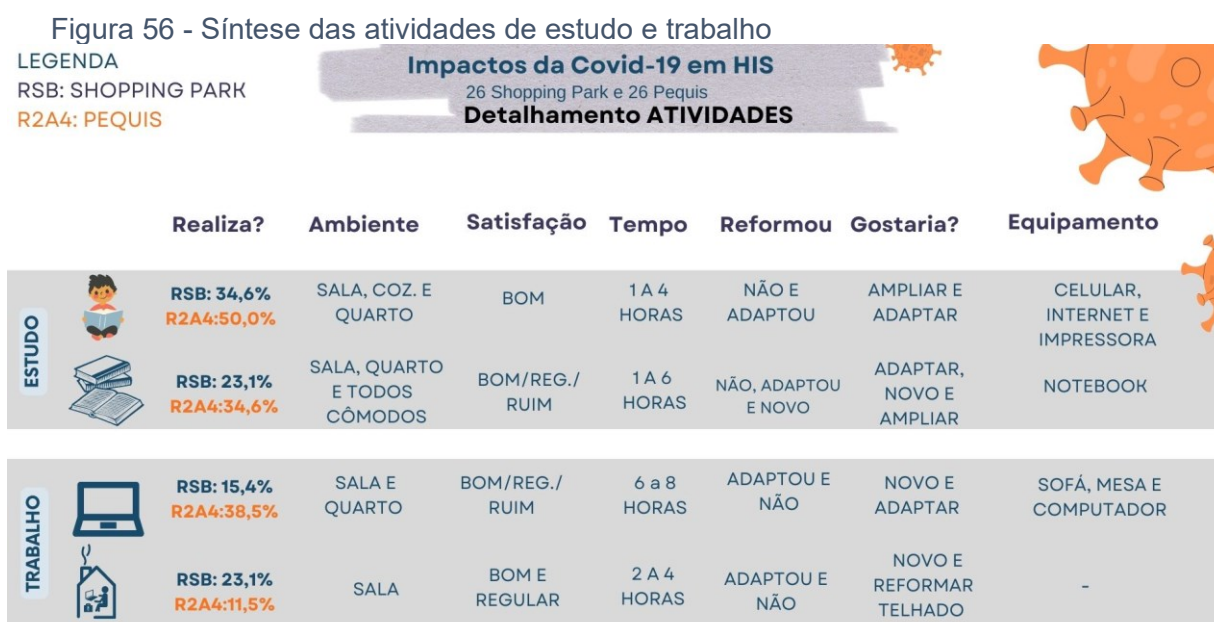 Figura 56 - Síntese das atividades de estudo e trabalho
LEGENDA
RSB: SHOPPING PARK
R2A4: PEQUIS
Impactos da Covid-19 em HIS
26 Shopping Park e 26 Pequis
Detalhamento ATIVIDADES
Realiza? Ambiente Satisfação Tempo Reformou Gostaria? Equipamento
ESTUDO
RSB: 34,6%
R2A4:50,0%
SALA, COZ. E
QUARTO
BOM
1 A 4
HORAS
NÃO E
ADAPTOU
AMPLIAR E
ADAPTAR
CELULAR,
INTERNET E
IMPRESSORA
RSB: 23,1%
R2A4:34,6%
SALA, QUARTO
E TODOS
CÔMODOS
BOM/REG./
RUIM
1 A 6
HORAS
NÃO, ADAPTOU
E NOVO
ADAPTAR,
NOVO E
AMPLIAR
NOTEBOOK
TRABALHO
RSB: 15,4%
R2A4:38,5%
SALA E
QUARTO
BOM/REG./
RUIM
6 a 8
HORAS
ADAPTOU E
NÃO
NOVO E
ADAPTAR
SOFÁ, MESA E
COMPUTADOR
RSB: 23,1%
R2A4:11,5%
SALA
BOM E
REGULAR
2 A 4
HORAS
ADAPTOU E
NÃO
NOVO E
REFORMAR
TELHADO
-